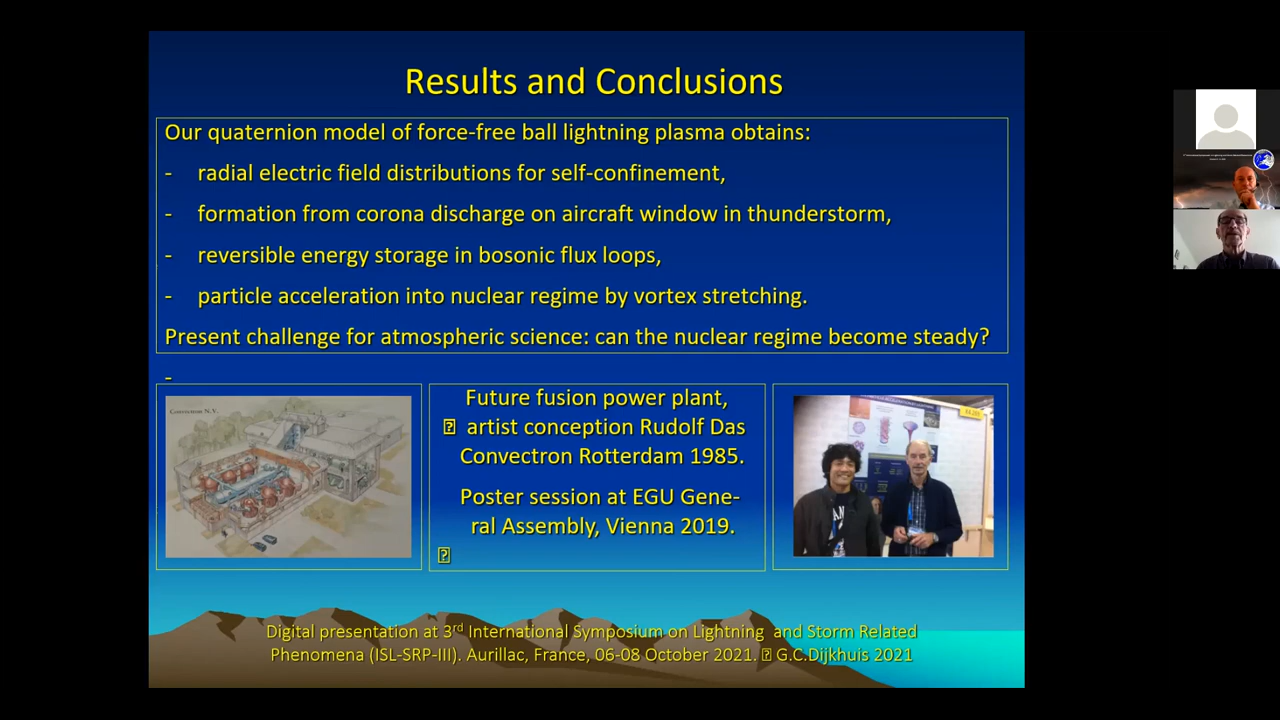 Results and Conclusions
Our quaternion model of force-free ball lightning plasma obtains:
- radial electric field distributions for self-confinement,
- formation from corona discharge on aircraft window in thunderstorm,
- reversible energy storage in bosonic flux loops,
- particle acceleration into nuclear regime by vortex stretching.
Present challenge for atmospheric science: can the nuclear regime become steady?
-
Convectron N.V.
Future fusion power plant,
artist conception Rudolf Das
Convectron Rotterdam 1985.
Poster session at EGU Gene-
ral Assembly, Vienna 2019.
Digital presentation at 3rd International Symposium on Lightning and Storm Related
Phenomena (ISL-SRP-III). Aurillac, France, 06-08 October 2021. G.C.Dijkhuis 2021